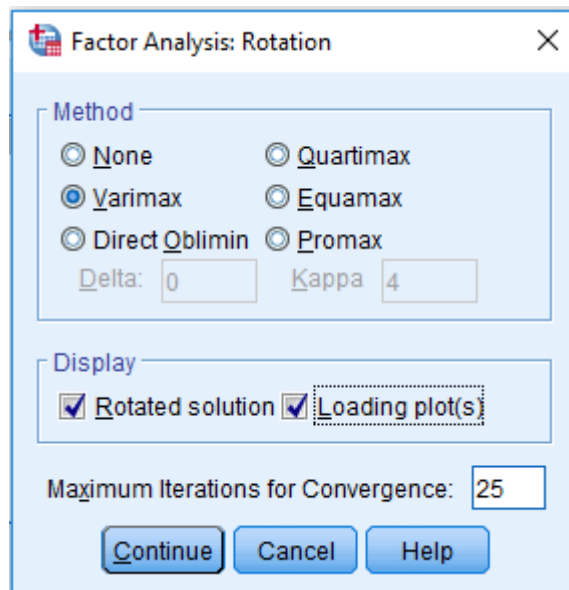 Factor Analysis: Rotation
Method
None
Quartimax
Varimax
Equamax
Direct Oblimin
Promax
Delta: 0
Kappa 4
Display
Rotated solution
Loading plot(s)
Maximum Iterations for Convergence: 25
Continue
Cancel
Help